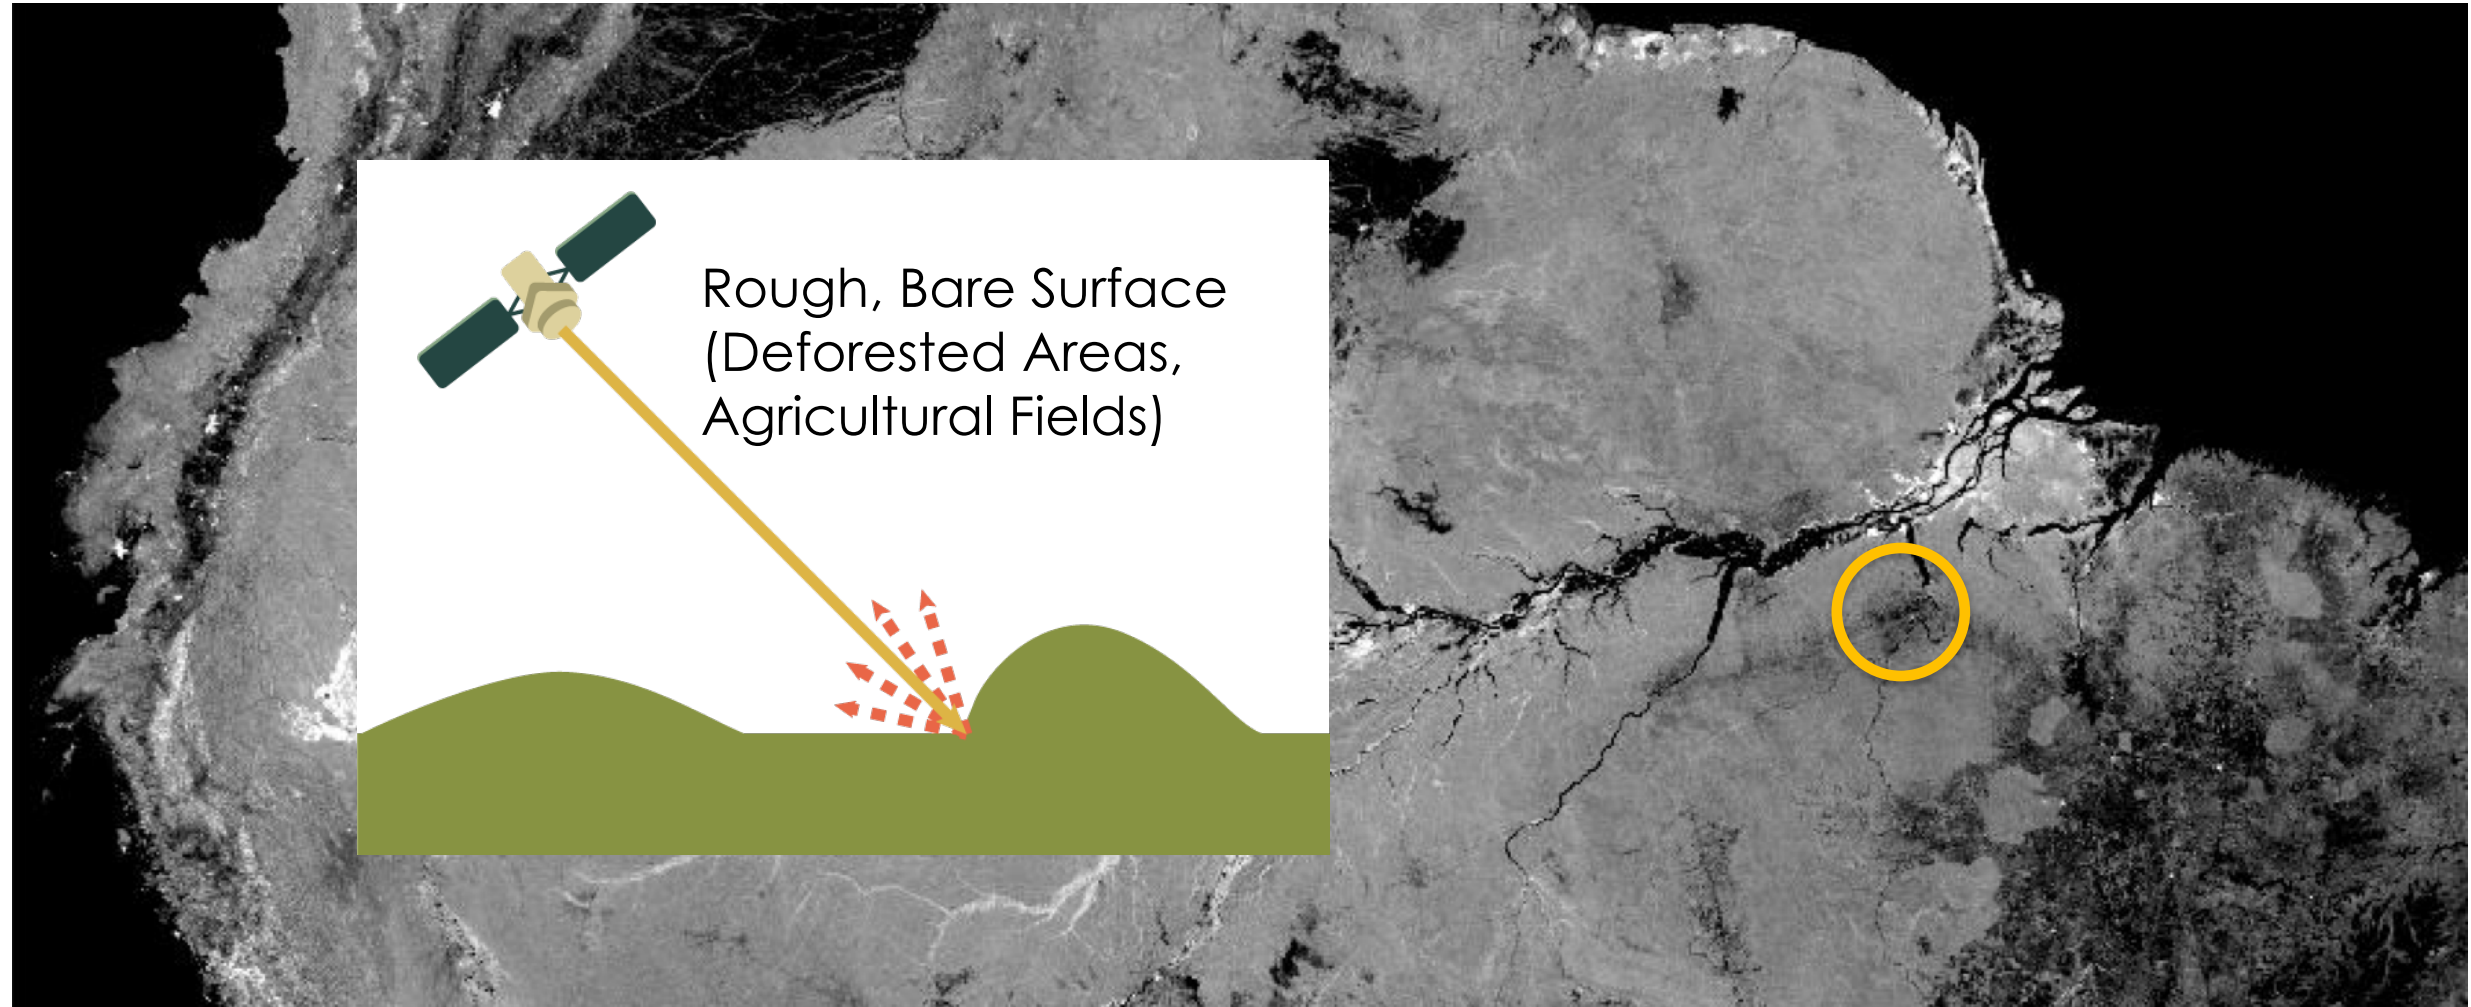 Rough, Bare Surface
(Deforested Areas,
Agricultural Fields)